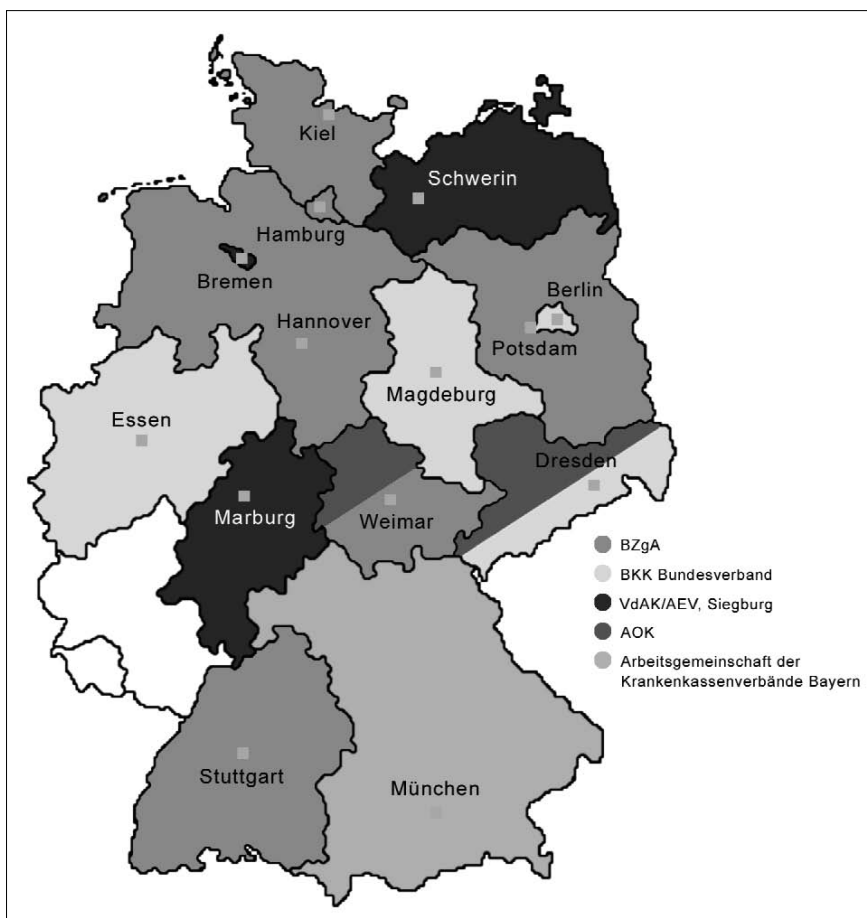 Kiel
Schwerin
Hamburg
Bremen
Berlin
Hannover
Potsdam
Magdeburg
Essen
Dresden
Marburg
Weimar
BZgA
BKK Bundesverband
VdAK/AEV, Siegburg
AOK
Arbeitsgemeinschaft der
Krankenkassenverbände Bayern
Stuttgart
München